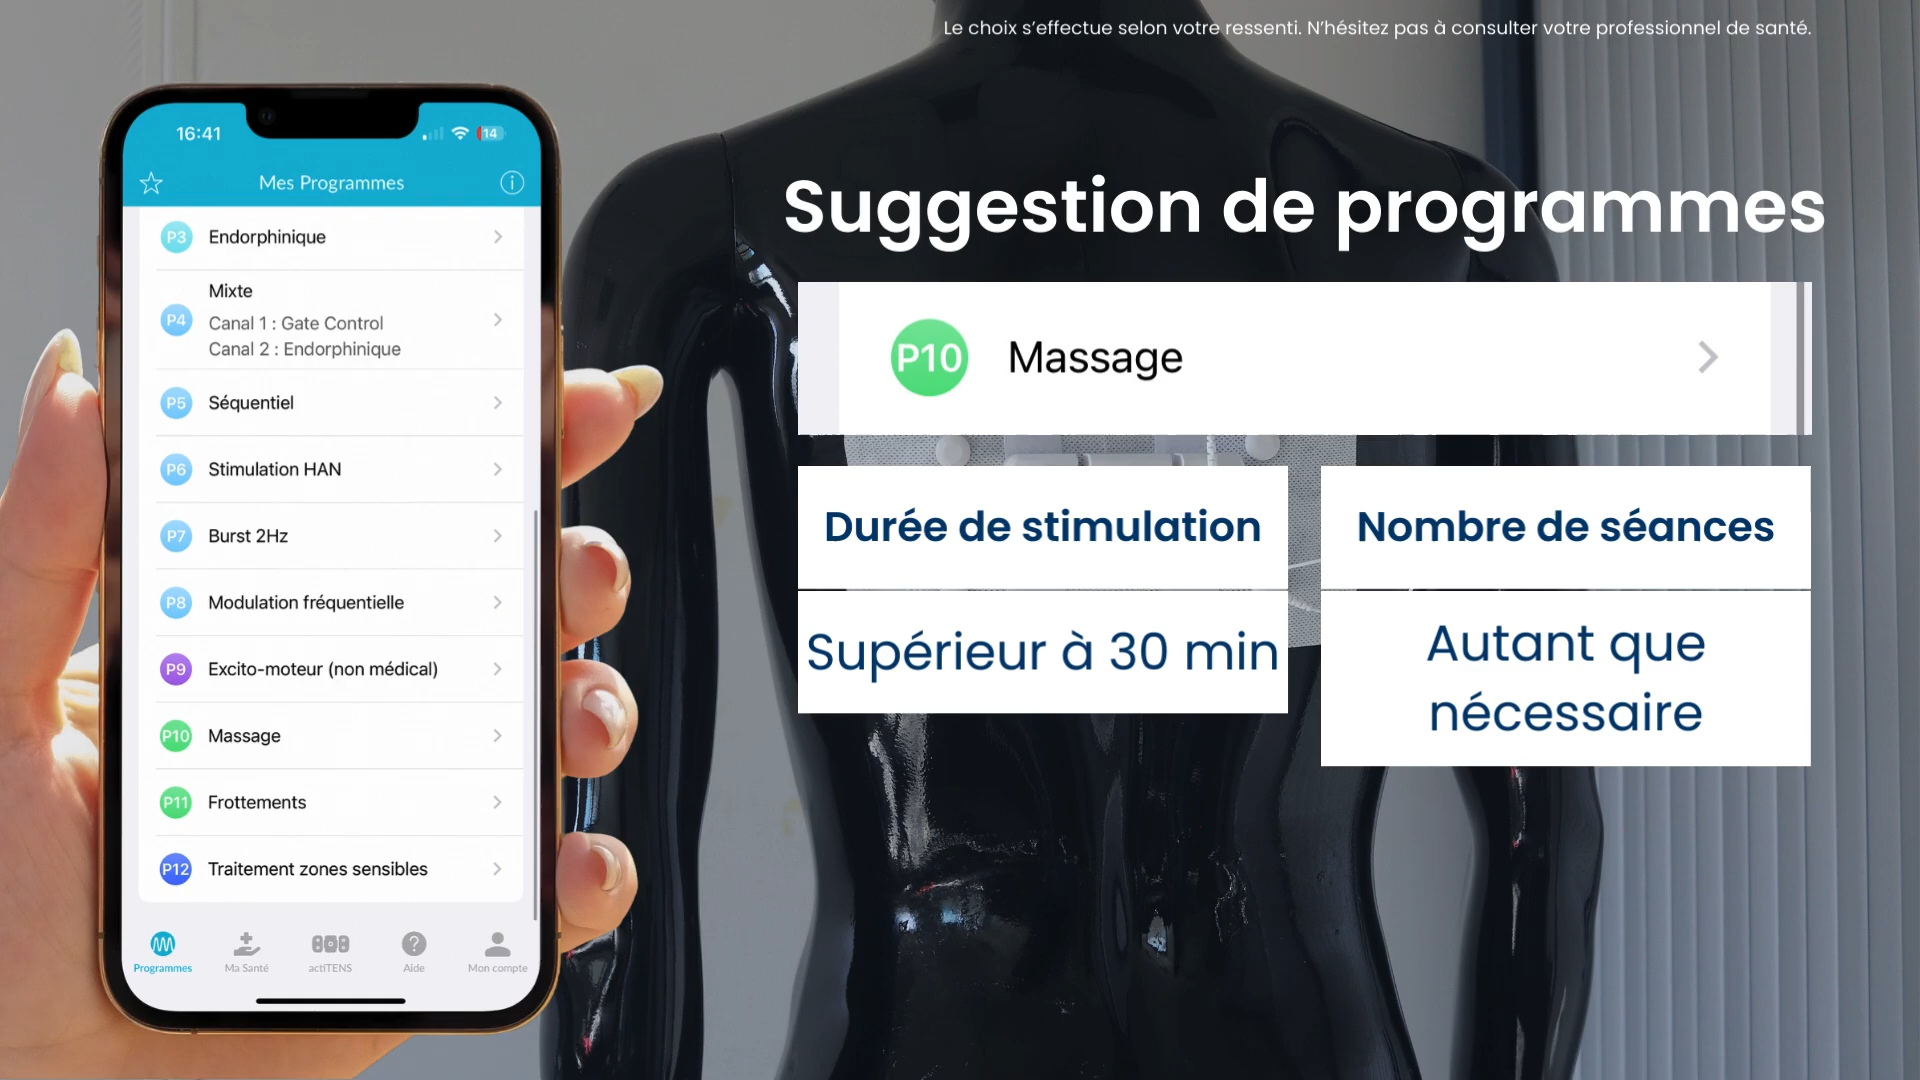 Le choix s’effectue selon votre ressenti. N’hésitez pas à consulter votre professionnel de santé.
16:41
14
Mes Programmes
P3 Endorphinique
P4 Mixte
Canal 1 : Gate Control
Canal 2 : Endorphinique
P5 Séquentiel
P6 Stimulation HAN
P7 Burst 2Hz
P8 Modulation fréquentielle
P9 Excito-moteur (non médical)
P10 Massage
P11 Frottements
P12 Traitement zones sensibles
Programmes
Ma Santé
actiTENS
Aide
Mon compte
Suggestion de programmes
P10 Massage
Durée de stimulation
Supérieur à 30 min
Nombre de séances
Autant que
nécessaire